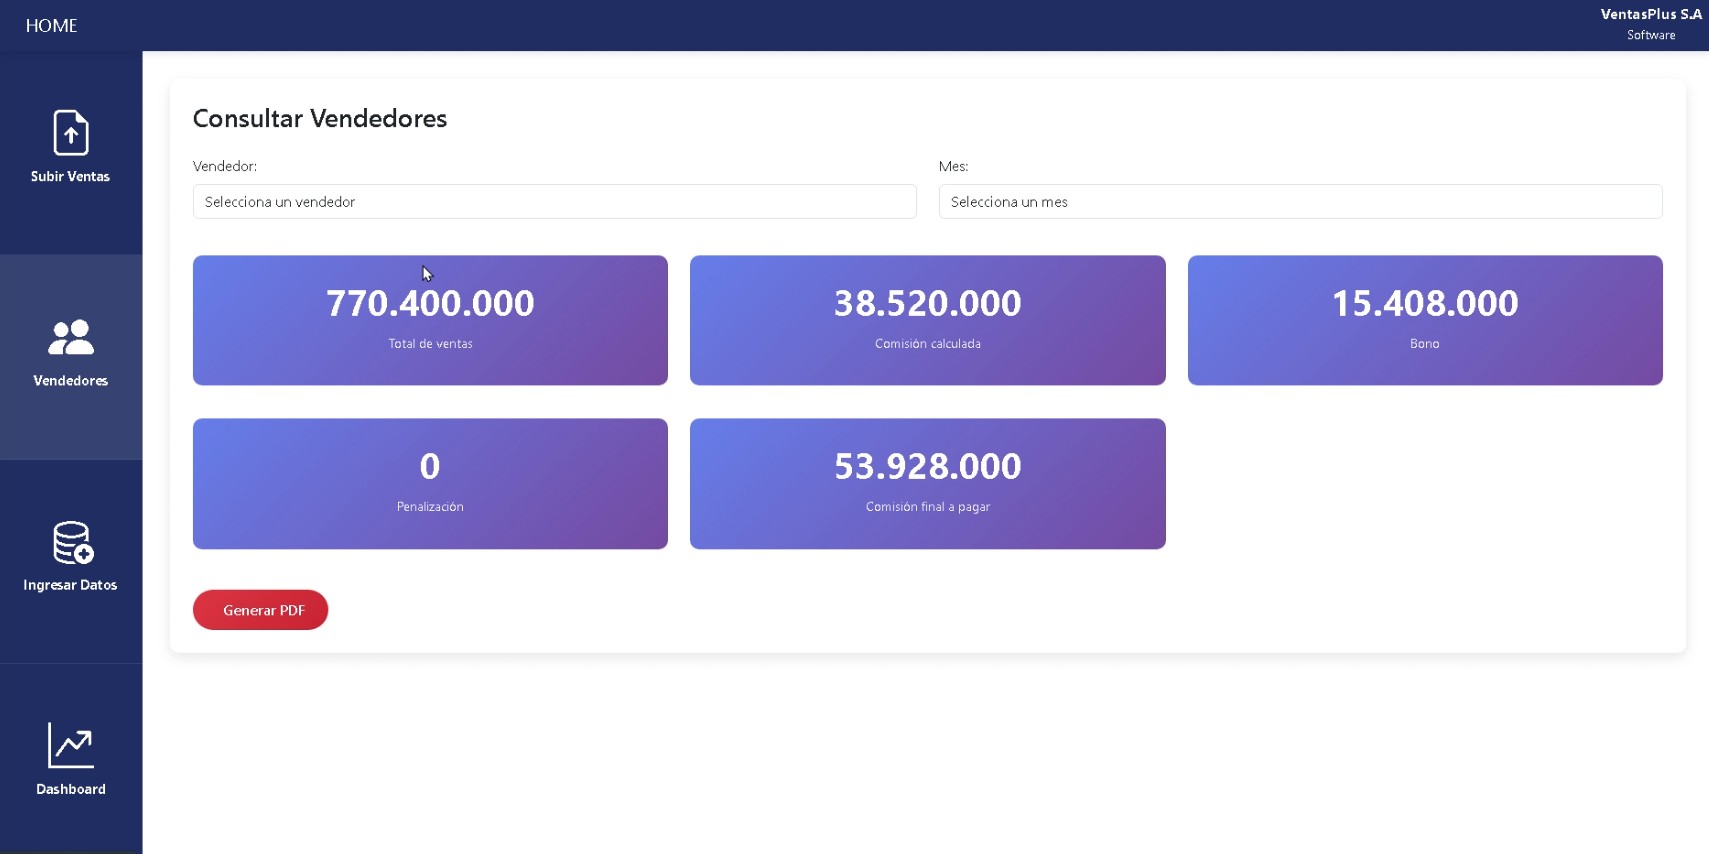 HOME
VentasPlus S.A
Software
Subir Ventas
Vendedores
Ingresar Datos
Dashboard
Consultar Vendedores
Vendedor:
Mes:
Selecciona un vendedor
Selecciona un mes
770.400.000
Total de ventas
38.520.000
Comisión calculada
15.408.000
Bono
0
Penalización
53.928.000
Comisión final a pagar
Generar PDF